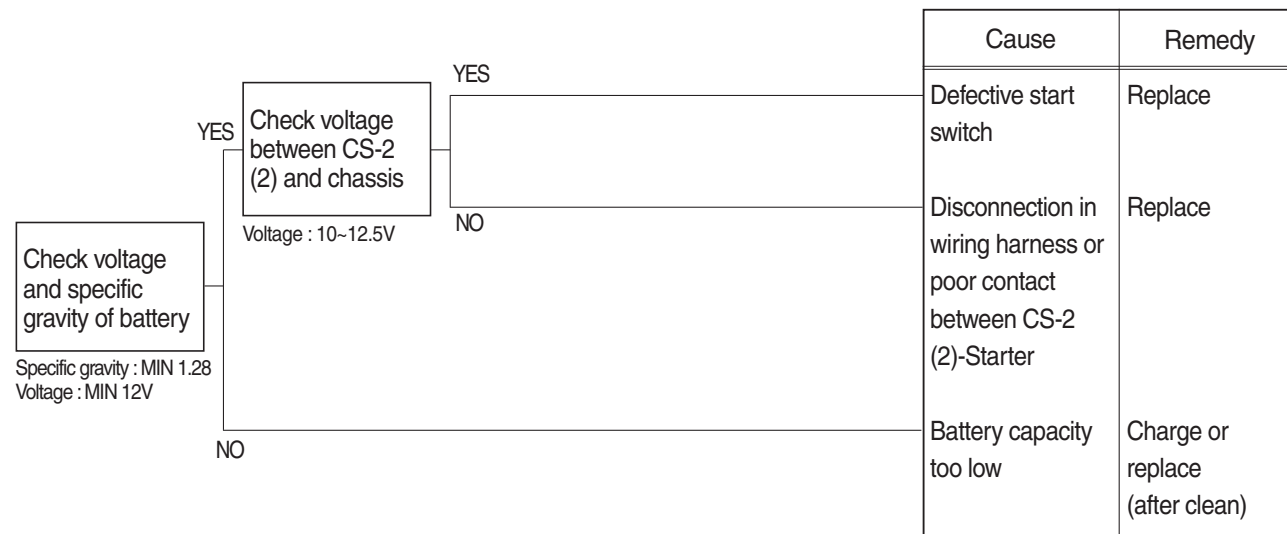 Cause
Remedy
YES
Defective start
switch
Replace
YES
Check voltage
between CS-2
(2) and chassis
Voltage : 10~12.5V
NO
Disconnection in
wiring harness or
poor contact
between CS-2
(2)-Starter
Replace
Check voltage
and specific
gravity of battery
Specific gravity : MIN 1.28
Voltage : MIN 12V
NO
Battery capacity
too low
Charge or
replace
(after clean)